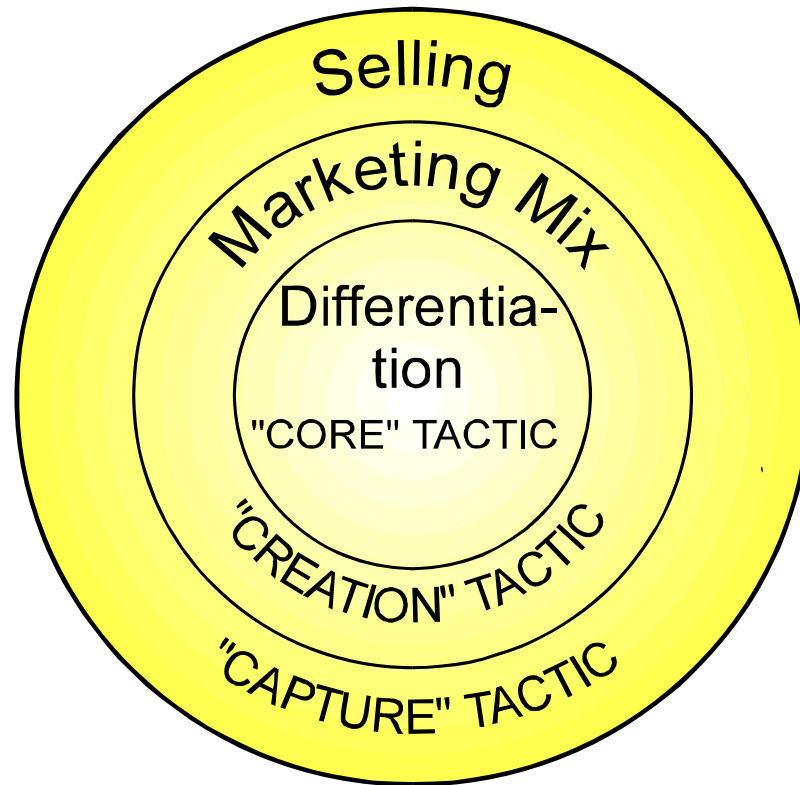 Selling
Marketing Mix
Differentia-
tion
"CORE" TACTIC
"CREATION" TACTIC
"CAPTURE" TACTIC